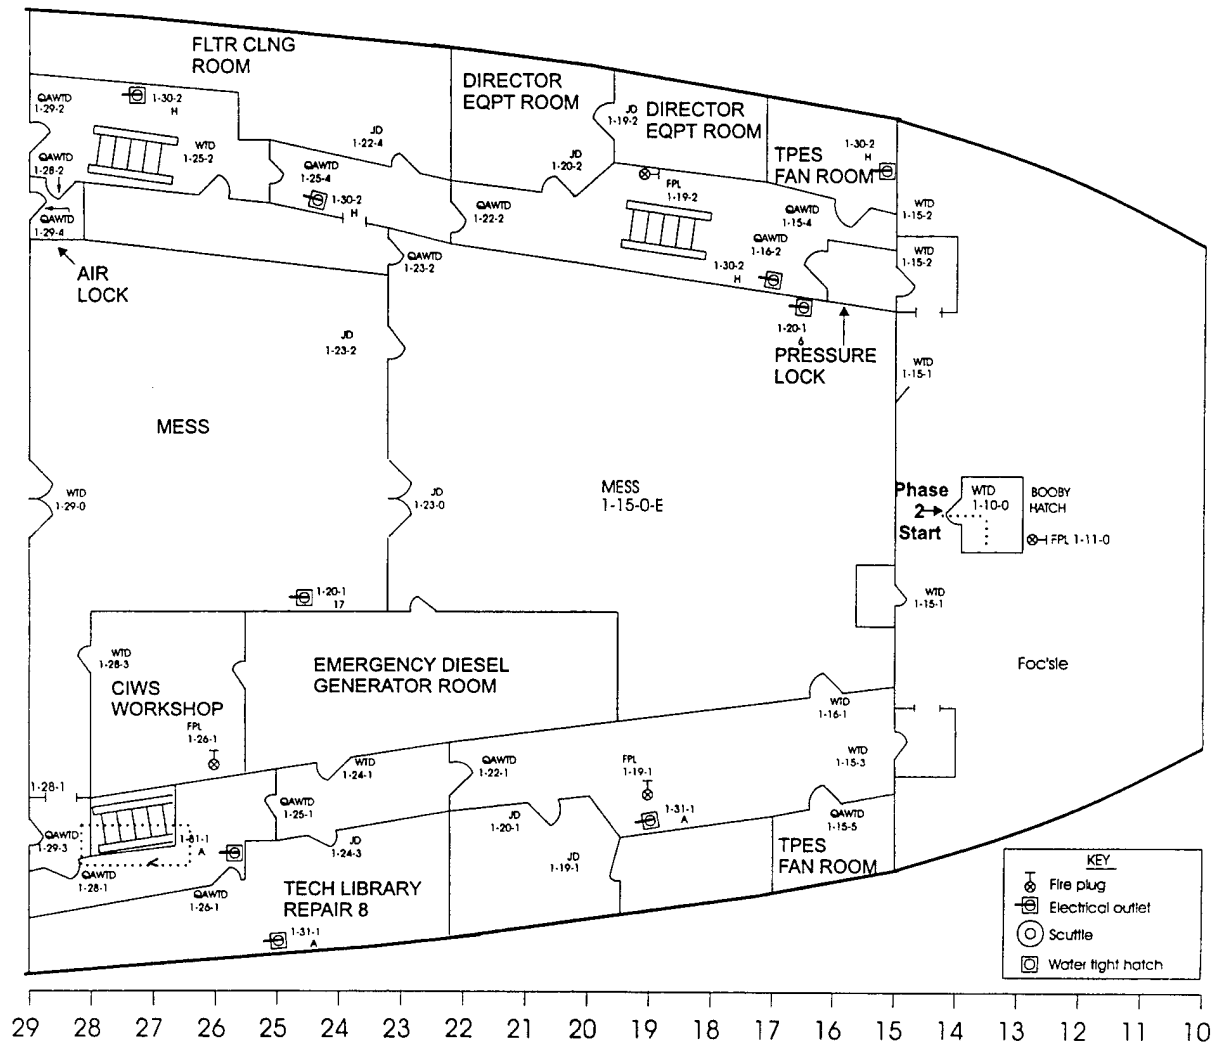 FLTR CLNG
ROOM
DIRECTOR
EQPT ROOM
DIRECTOR
EQPT ROOM
TPES
FAN ROOM
QAWTD
1-29-2
1-30-2
H
JD
1-22-4
JD
1-19-2
1-30-2
H
WTD
1-25-2
QAWTD
1-28-2
QAWTD
1-25-4
1-30-2
H
JD
1-20-2
FPL
1-19-2
QAWTD
1-22-2
QAWTD
1-15-4
WTD
1-15-2
QAWTD
1-29-4
QAWTD
1-16-2
WTD
1-15-2
AIR
LOCK
QAWTD
1-23-2
1-30-2
H
1-20-1
6
PRESSURE
LOCK
JD
1-23-2
WTD
1-15-1
MESS
MESS
1-15-0-E
WTD
1-29-0
JD
1-23-0
Phase
2
Start
WTD
1-10-0
BOOBY
HATCH
FPL 1-11-0
1-20-1
17
WTD
1-15-1
WTD
1-28-3
EMERGENCY DIESEL
GENERATOR ROOM
Foc'sle
CIWS
WORKSHOP
FPL
1-26-1
WTD
1-16-1
WTD
1-24-1
QAWTD
1-22-1
FPL
1-19-1
WTD
1-15-3
1-28-1
QAWTD
1-25-1
QAWTD
1-29-3
1-31-1
A
JD
1-24-3
JD
1-20-1
1-31-1
A
QAWTD
1-15-5
QAWTD
1-28-1
QAWTD
1-26-1
TECH LIBRARY
REPAIR 8
JD
1-19-1
TPES
FAN ROOM
1-31-1
A
KEY
Fire plug
Electrical outlet
Scuttle
Water tight hatch
29 28 27 26 25 24 23 22 21 20 19 18 17 16 15 14 13 12 11 10